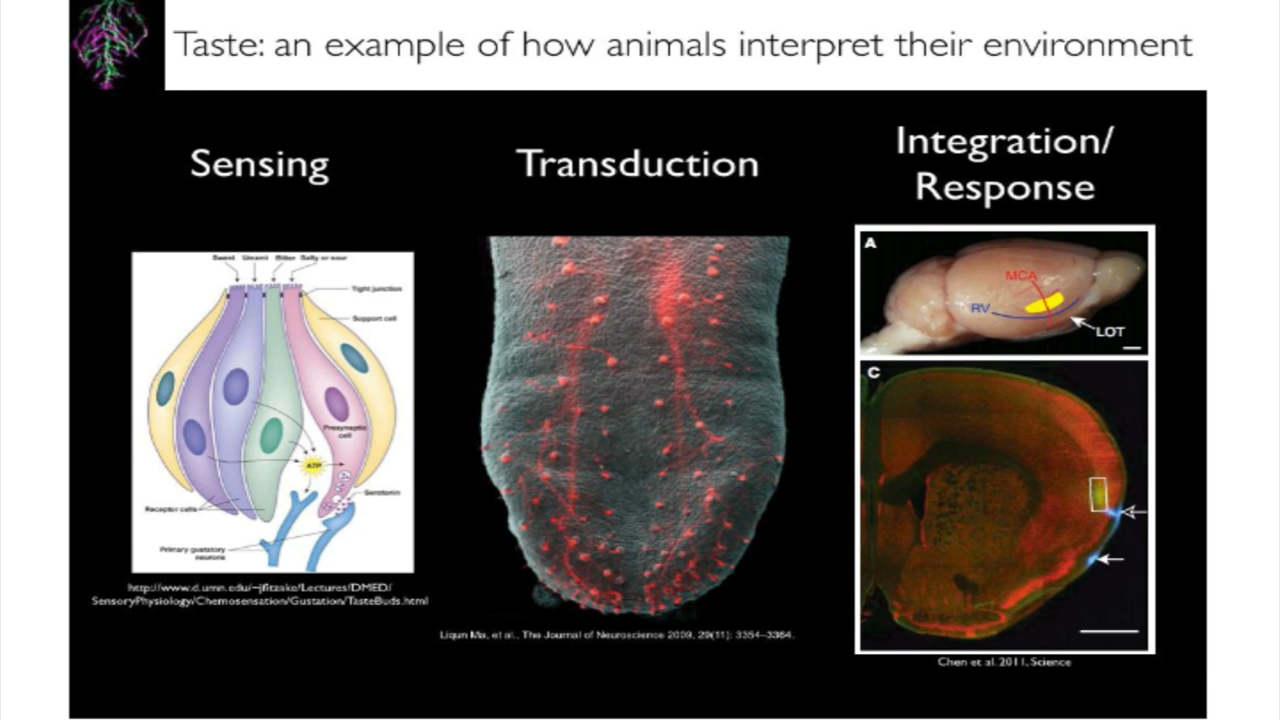 Taste: an example of how animals interpret their environment
Sensing
Transduction
Integration/
Response
Sweet Umami Bitter Salty or sour
Tight junction
Support cell
Presynaptic
cell
ATP
Serotonin
Receptor cells
Primary gustatory
neurons
http://www.d.umn.edu/~jfitzake/Lectures/DMED/
SensoryPhysiology/Chemosensation/Gustation/TasteBuds.html
Liqun Ma, et al., The Journal of Neuroscience 2009, 29(11): 3354–3364.
A
MCA
RV
LOT
C
Chen et al. 2011, Science